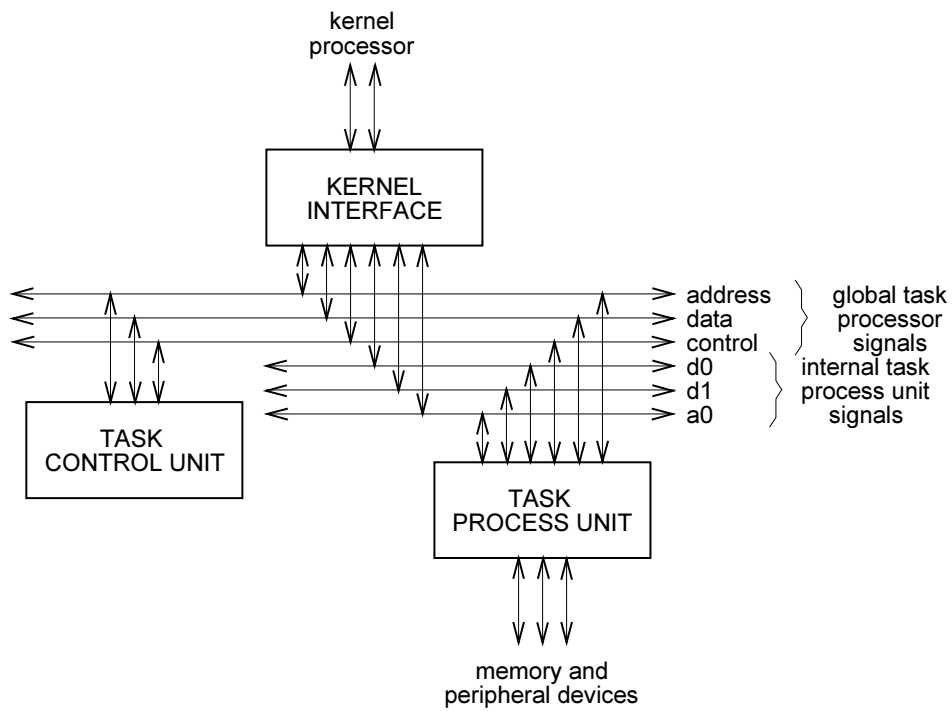 kernel
processor
KERNEL
INTERFACE
address
data
control
d0
d1
a0
global task
processor
signals
internal task
process unit
signals
TASK
CONTROL UNIT
TASK
PROCESS UNIT
memory and
peripheral devices